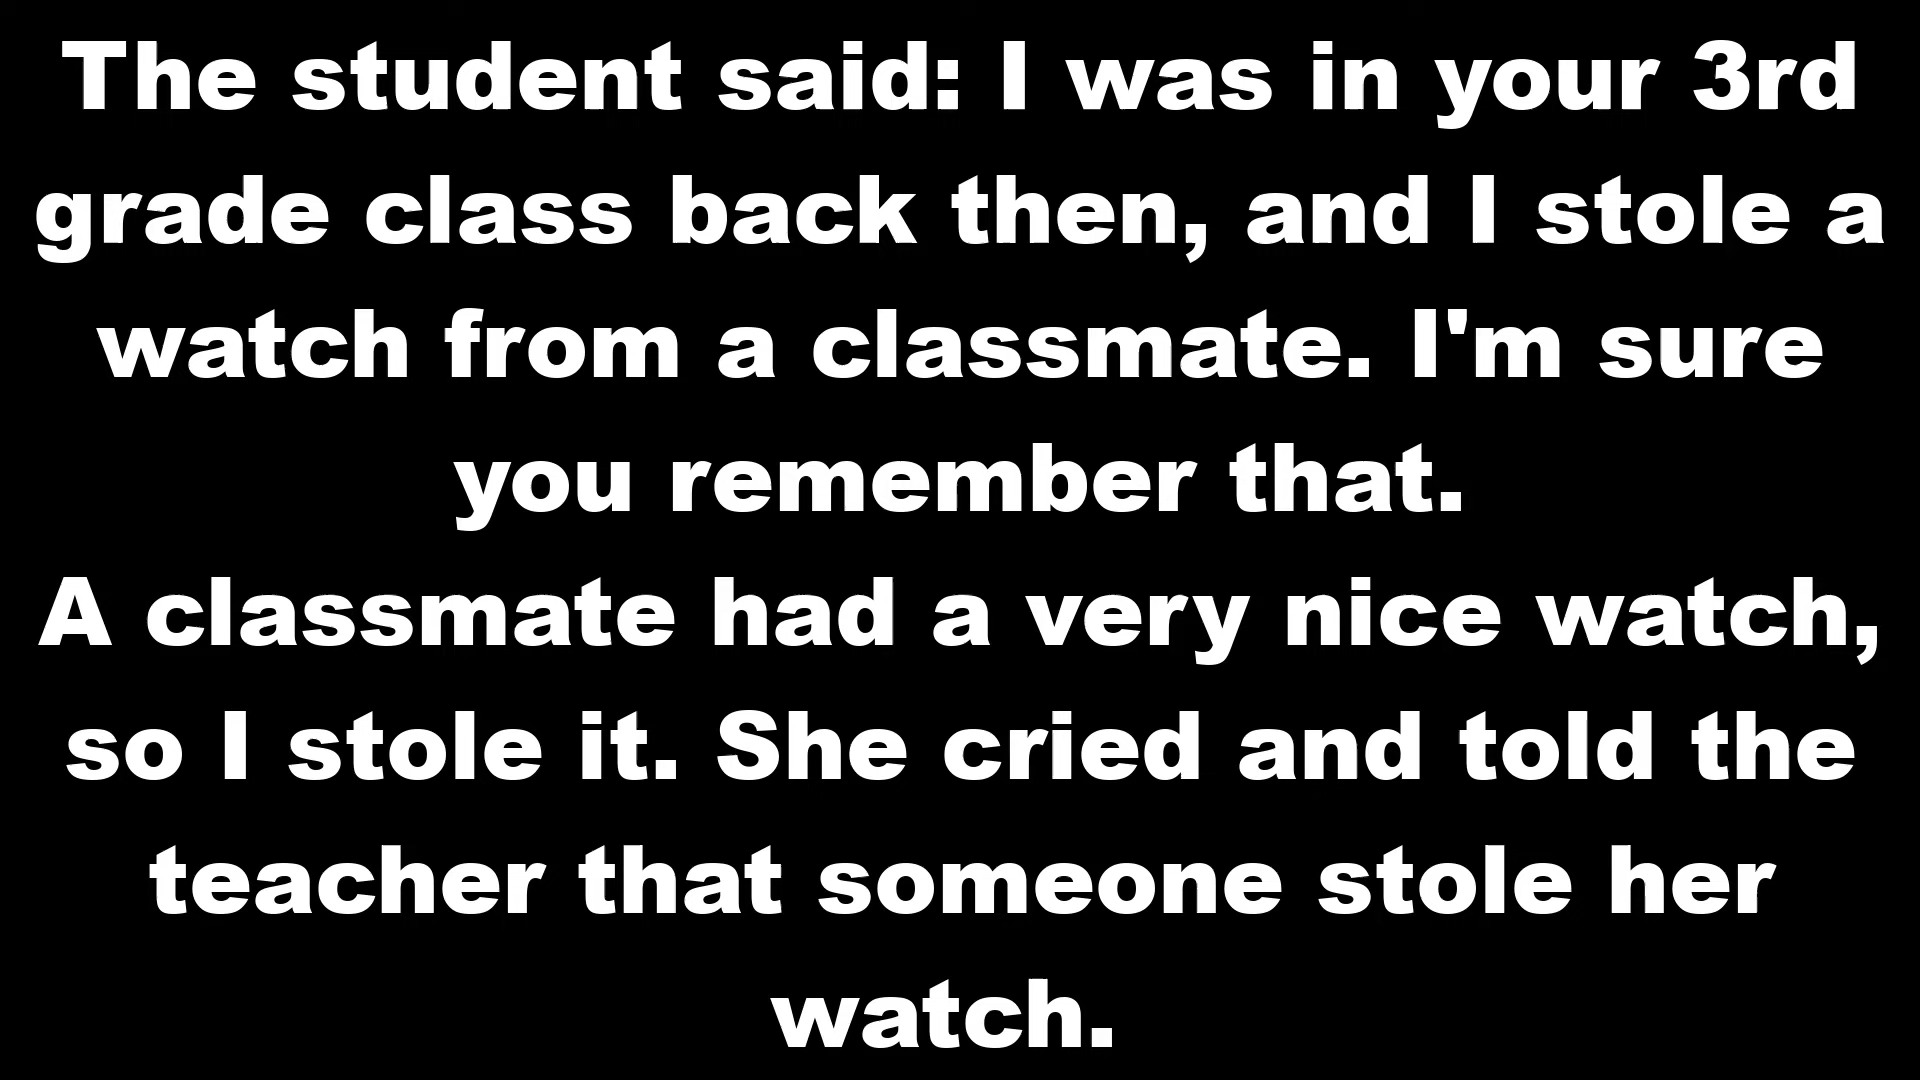 The student said: I was in your 3rd
grade class back then, and I stole a
watch from a classmate. I'm sure
you remember that.
A classmate had a very nice watch,
so I stole it. She cried and told the
teacher that someone stole her
watch.